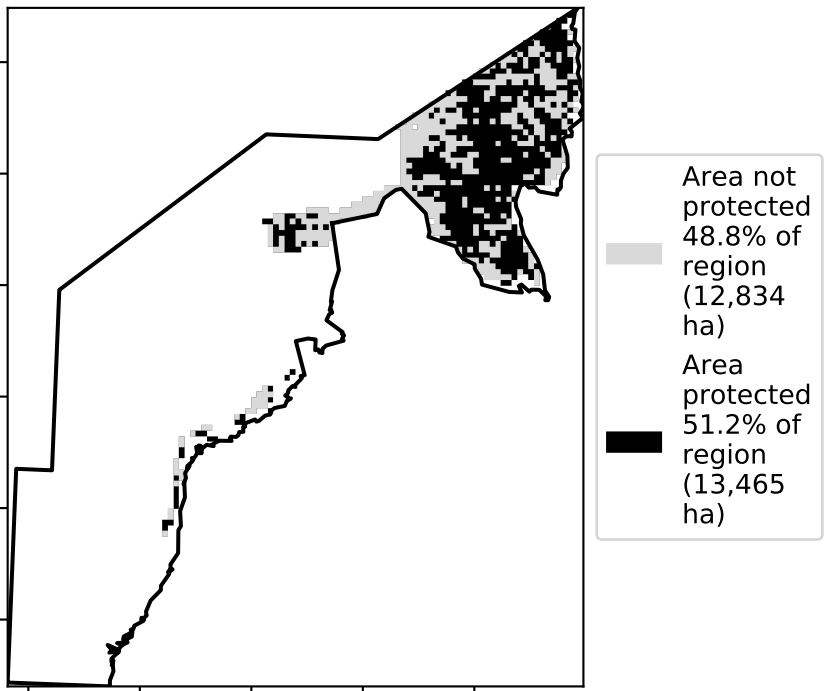 Area not
protected
48.8% of
region
(12,834
ha)
Area
protected
51.2% of
region
(13,465
ha)